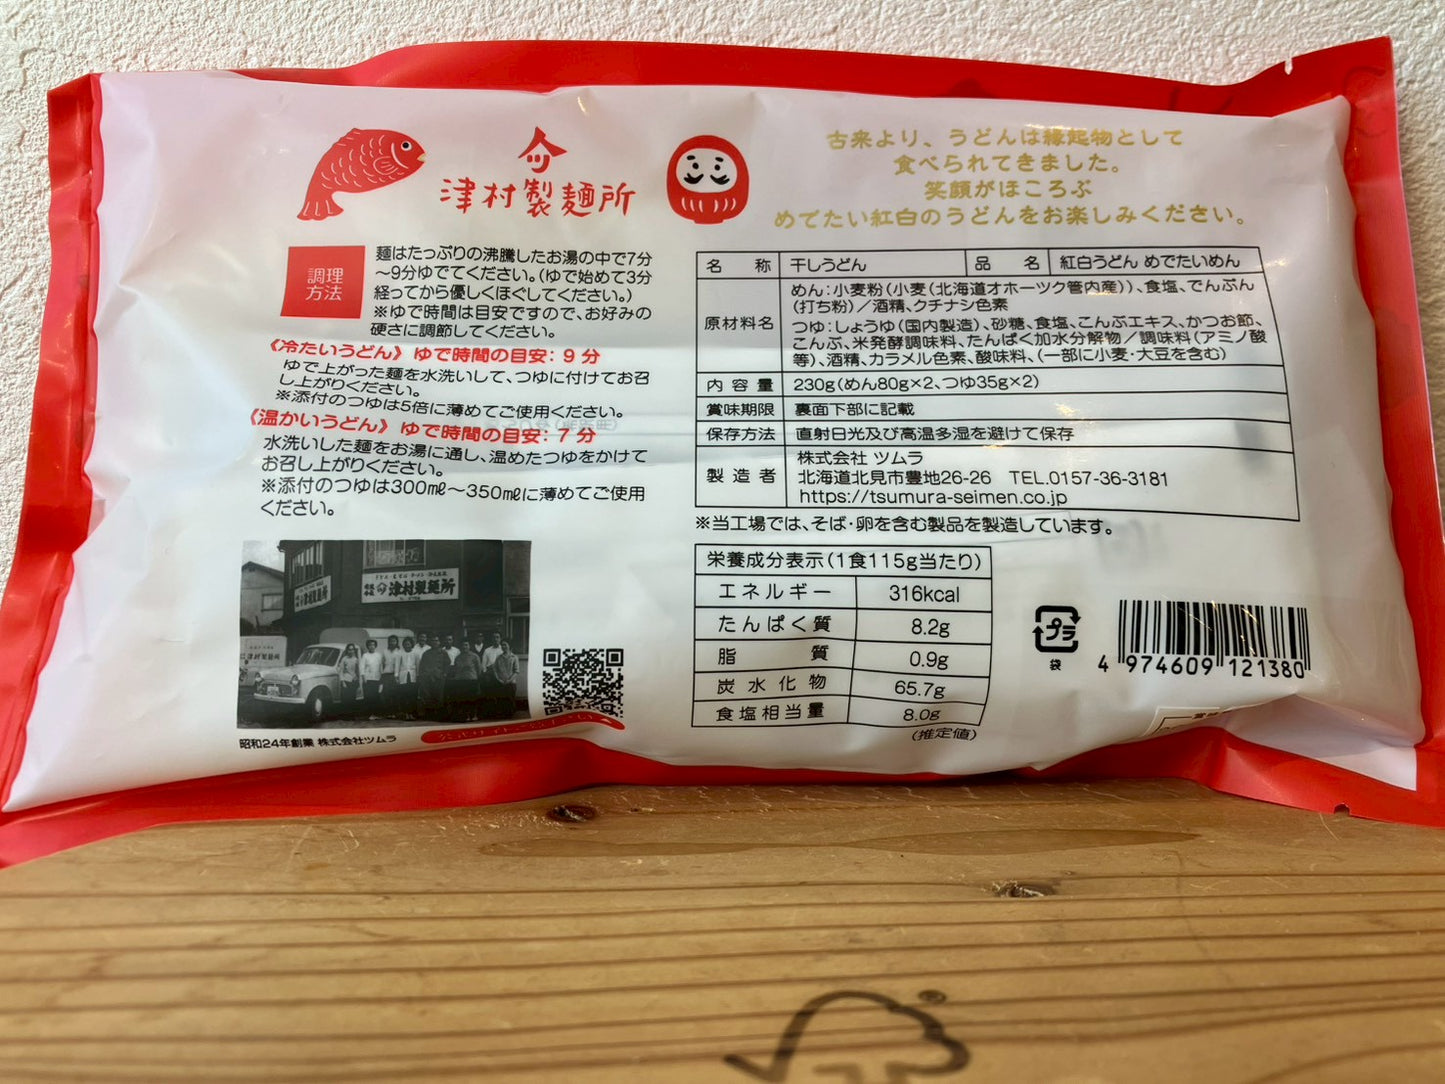 津村製麺所
古来より、うどんは縁起物として
食べられてきました。
笑顔がほころぶ
めでたい紅白のうどんをお楽しみください。
調理
方法
麺はたっぷりの沸騰したお湯の中で7分
～9分ゆでてください。(ゆで始めて3分
経ってから優しくほぐしてください。)
※ゆで時間は目安ですので、お好みの
硬さに調節してください。
《冷たいうどん》 ゆで時間の目安：9分
ゆで上がった麺を水洗いして、つゆに付けてお召
し上がりください。
※添付のつゆは5倍に薄めてご使用ください。
《温かいうどん》 ゆで時間の目安：7分
水洗いした麺をお湯に通し、温めたつゆをかけて
お召し上がりください。
※添付のつゆは300㎖～350㎖に薄めてご使用
ください。
名 称 干しうどん 品 名 紅白うどん めでたいめん
原材料名
めん：小麦粉(小麦(北海道オホーツク管内産))、食塩、でんぷん
(打ち粉)／酒精、クチナシ色素
つゆ：しょうゆ(国内製造)、砂糖、食塩、こんぶエキス、かつお節、
こんぶ、米発酵調味料、たんぱく加水分解物／調味料(アミノ酸
等)、酒精、カラメル色素、酸味料、(一部に小麦・大豆を含む)
内容量 230g(めん80g×2、つゆ35g×2)
賞味期限 裏面下部に記載
保存方法 直射日光及び高温多湿を避けて保存
製造者 株式会社 ツムラ
北海道北見市豊地26-26 TEL.0157-36-3181
https://tsumura-seimen.co.jp
※当工場では、そば・卵を含む製品を製造しています。
栄養成分表示(1食115g当たり)
エネルギー 316kcal
たんぱく質 8.2g
脂質 0.9g
炭水化物 65.7g
食塩相当量 8.0g
(推定値)
プラ
袋
4 974609 121380
津村製麺所
津村製麺所
津村製麺所
昭和24年創業 株式会社ツムラ